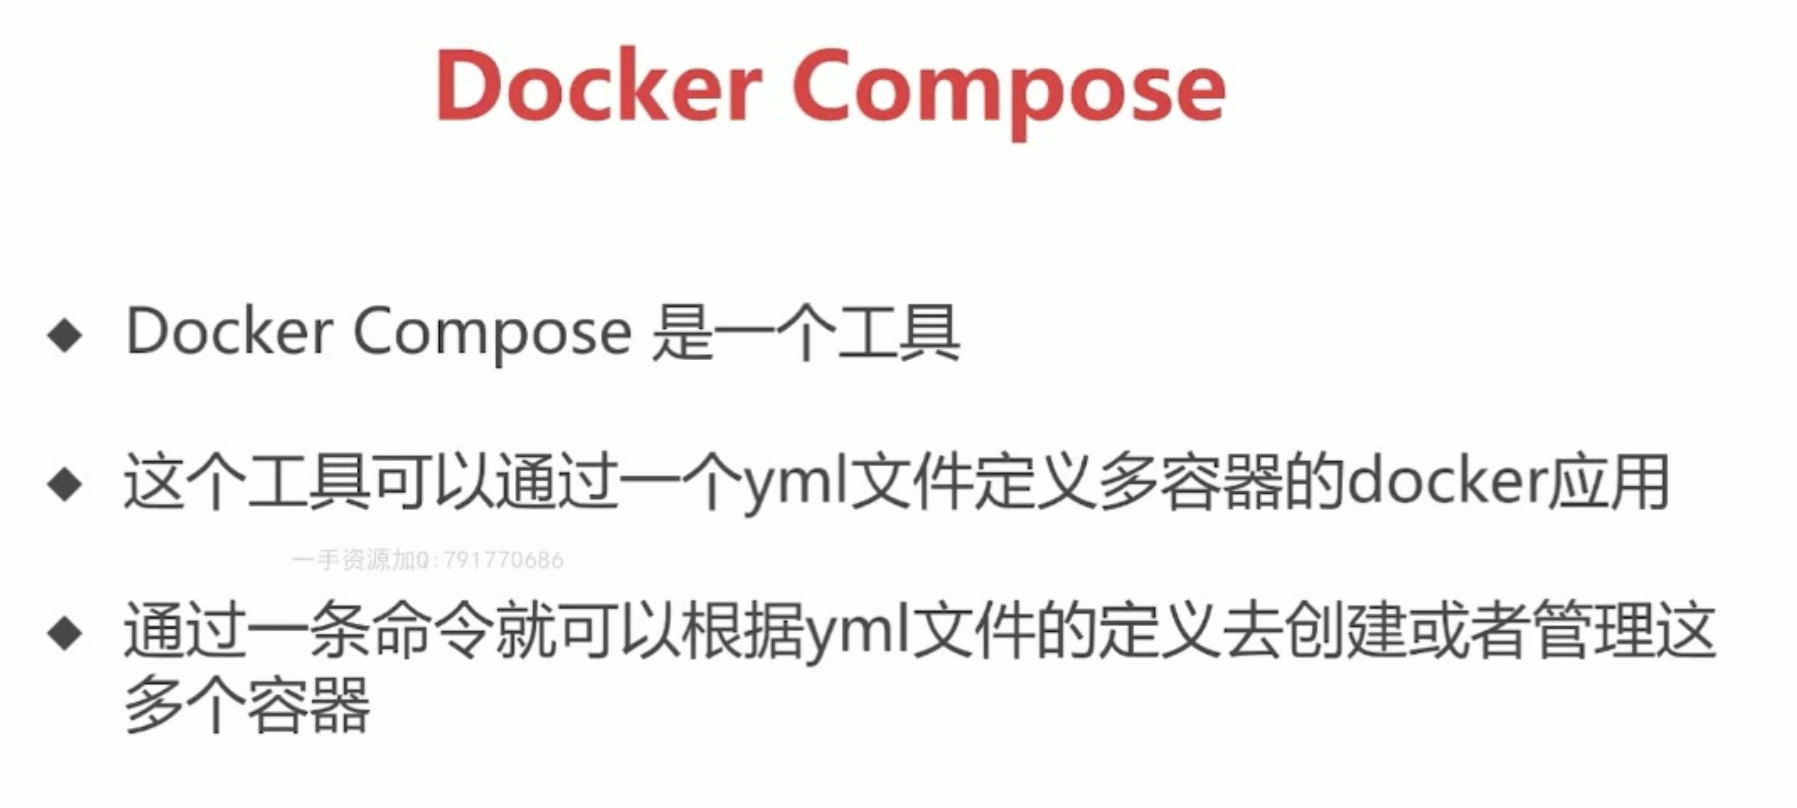 Docker Compose
◆ Docker Compose 是一个工具
◆ 这个工具可以通过一个yml文件定义多容器的docker应用
一手资源加Q:791770686
◆ 通过一条命令就可以根据yml文件的定义去创建或者管理这
多个容器